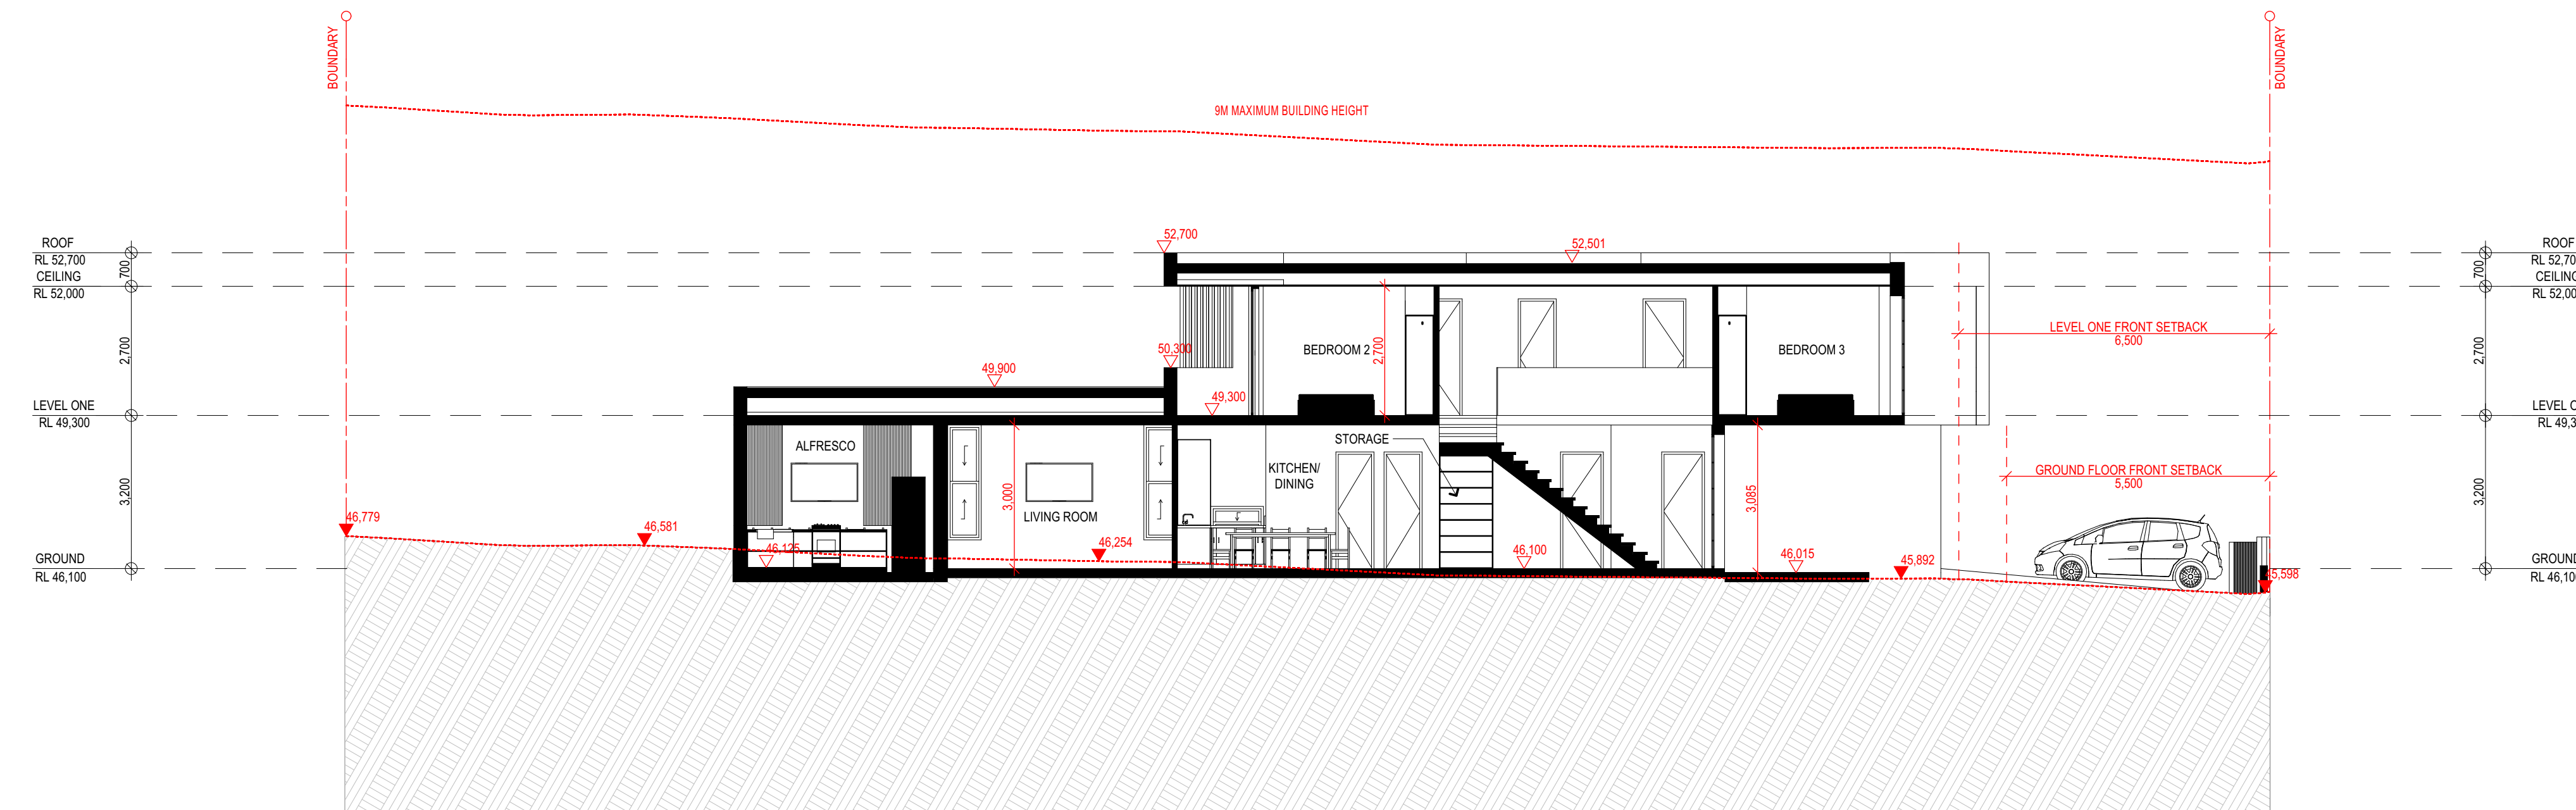 BOUNDARY
BOUNDARY
9M MAXIMUM BUILDING HEIGHT
ROOF
RL 52,700
CEILING
RL 52,000
700
2,700
LEVEL ONE
RL 49,300
3,200
GROUND
RL 46,100
52,700
52,501
50,300
49,900
49,300
BEDROOM 2
2,700
BEDROOM 3
LEVEL ONE FRONT SETBACK
6,500
ALFRESCO
STORAGE
KITCHEN/
DINING
3,000
LIVING ROOM
3,085
GROUND FLOOR FRONT SETBACK
5,500
46,779
46,581
46,125
46,254
46,100
46,015
45,892
45,598
ROOF
RL 52,70
CEILING
RL 52,00
700
2,700
LEVEL O
RL 49,3
3,200
GROUND
RL 46,10